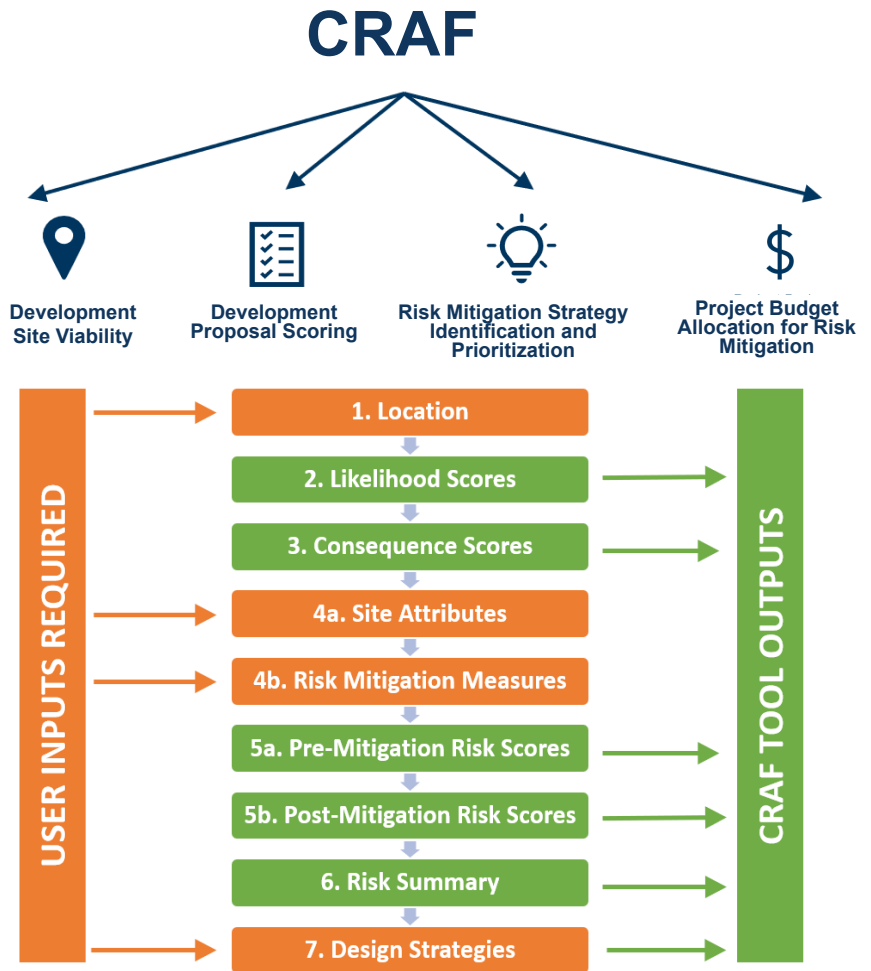 CRAF
Development
Site Viability
Development
Proposal Scoring
Risk Mitigation Strategy
Identification and
Prioritization
$
Project Budget
Allocation for Risk
Mitigation
USER INPUTS REQUIRED
1. Location
2. Likelihood Scores
3. Consequence Scores
4a. Site Attributes
4b. Risk Mitigation Measures
5a. Pre-Mitigation Risk Scores
5b. Post-Mitigation Risk Scores
6. Risk Summary
7. Design Strategies
CRAF TOOL OUTPUTS